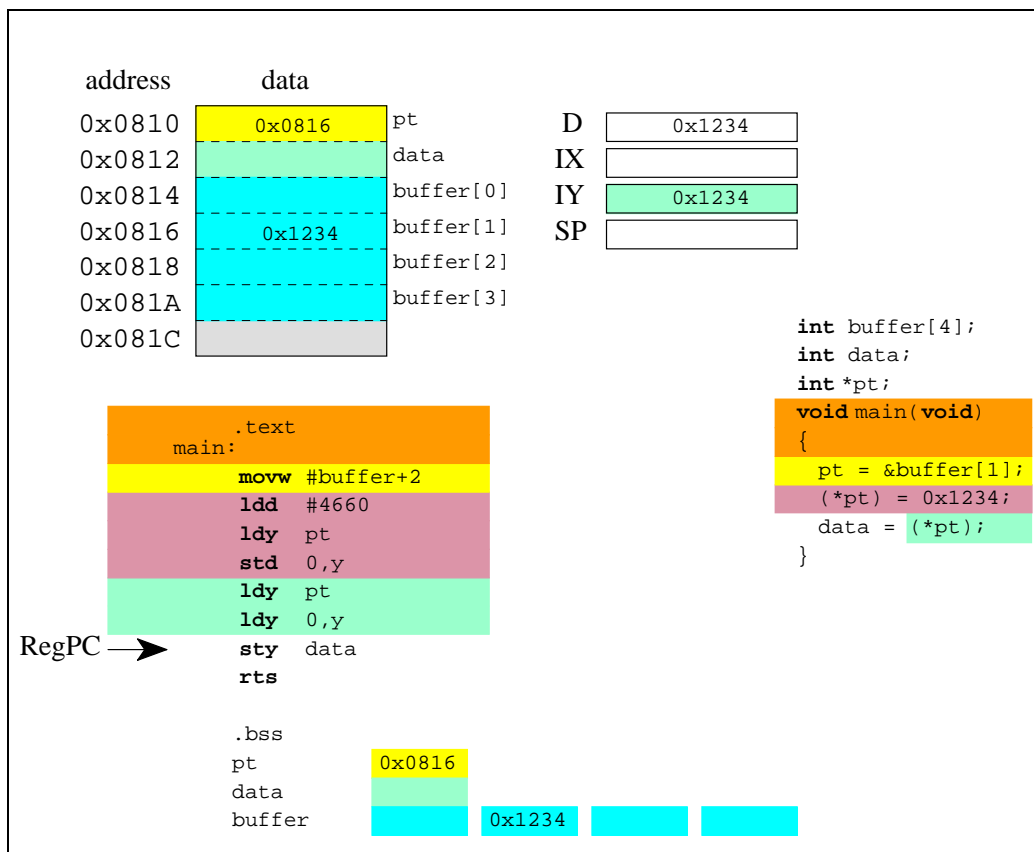 address data
0x0810 0x0816 pt
0x0812 data
0x0814 buffer[0]
0x0816 0x1234 buffer[1]
0x0818 buffer[2]
0x081A buffer[3]
0x081C
D 0x1234
IX
IY 0x1234
SP
int buffer[4];
int data;
int *pt;
void main(void)
{
pt = &buffer[1];
(*pt) = 0x1234;
data = (*pt);
}
.text
main:
movw #buffer+2
ldd #4660
ldy pt
std 0,y
ldy pt
ldy 0,y
RegPC sty data
rts
.bss
pt 0x0816
data
buffer 0x1234